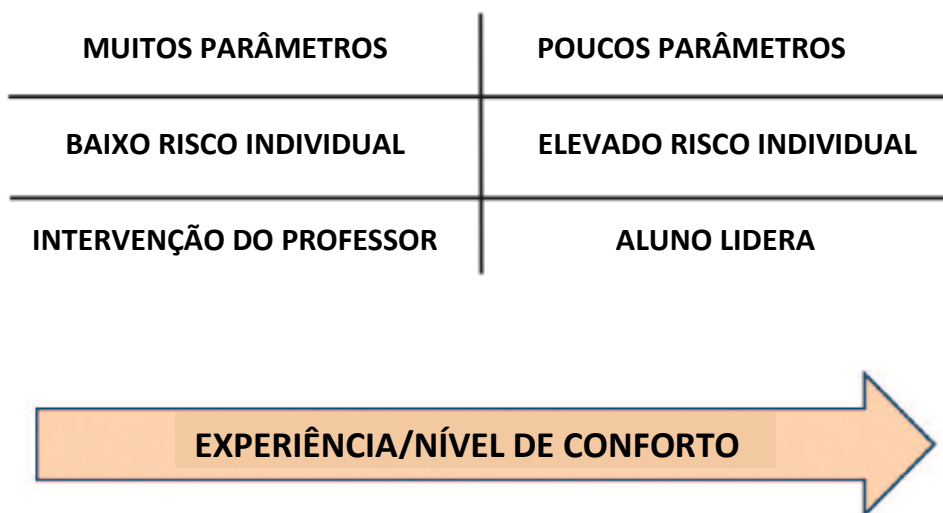 MUITOS PARÂMETROS
POUCOS PARÂMETROS
BAIXO RISCO INDIVIDUAL
ELEVADO RISCO INDIVIDUAL
INTERVENÇÃO DO PROFESSOR
ALUNO LIDERA
EXPERIÊNCIA/NÍVEL DE CONFORTO